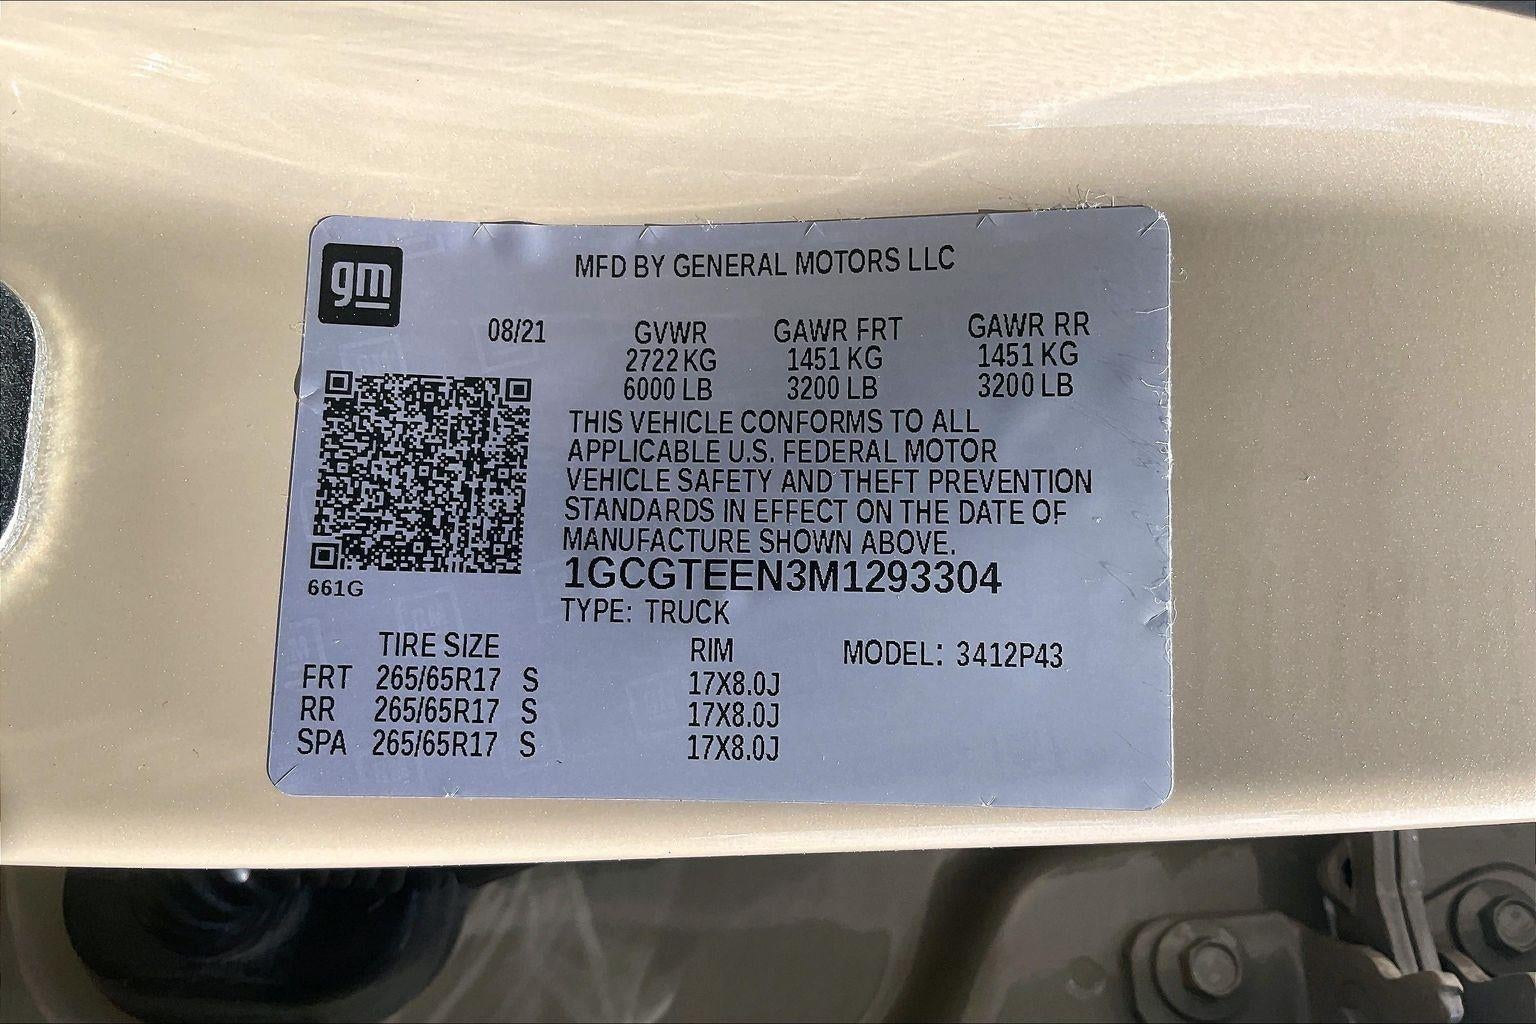 gm
MFD BY GENERAL MOTORS LLC
08/21 GVWR GAWR FRT GAWR RR
2722 KG 1451 KG 1451 KG
6000 LB 3200 LB 3200 LB
THIS VEHICLE CONFORMS TO ALL
APPLICABLE U.S. FEDERAL MOTOR
VEHICLE SAFETY AND THEFT PREVENTION
STANDARDS IN EFFECT ON THE DATE OF
MANUFACTURE SHOWN ABOVE.
661G
1GCGTEEN3M1293304
TYPE: TRUCK
TIRE SIZE RIM MODEL: 3412P43
FRT 265/65R17 S 17X8.0J
RR 265/65R17 S 17X8.0J
SPA 265/65R17 S 17X8.0J